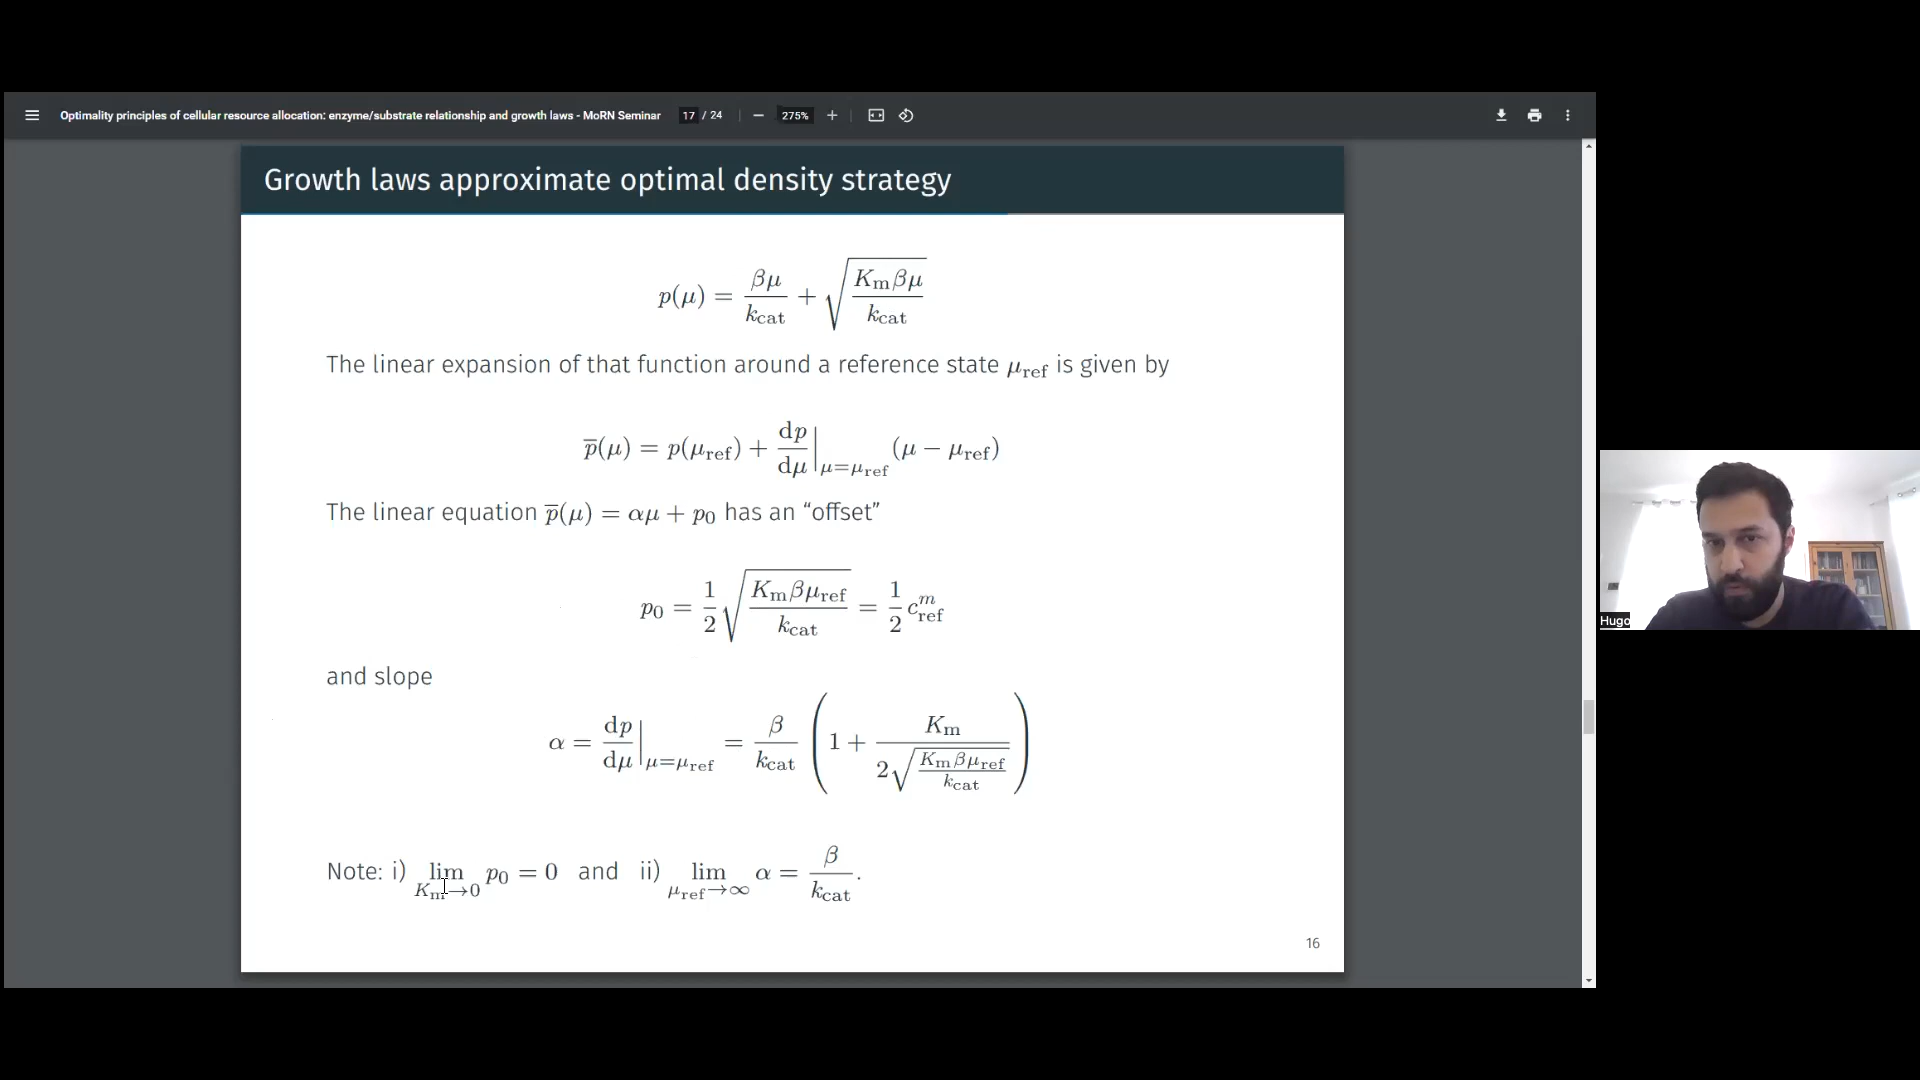 Optimality principles of cellular resource allocation: enzyme/substrate relationship and growth laws - MoRN Seminar 17 / 24 275%
Growth laws approximate optimal density strategy
p(μ) = βμ/k_cat + √(K_m βμ/k_cat)
The linear expansion of that function around a reference state μ_ref is given by
p̅(μ) = p(μ_ref) + dp/dμ|_{μ=μ_ref} (μ − μ_ref)
The linear equation p̅(μ) = αμ + p₀ has an “offset”
p₀ = 1/2 √(K_m βμ_ref/k_cat) = 1/2 c^m_ref
and slope
α = dp/dμ|_{μ=μ_ref} = β/k_cat (1 + K_m/(2√(K_m βμ_ref/k_cat)))
Note: i) lim_{K_m→0} p₀ = 0 and ii) lim_{μ_ref→∞} α = β/k_cat.
16
Hugo